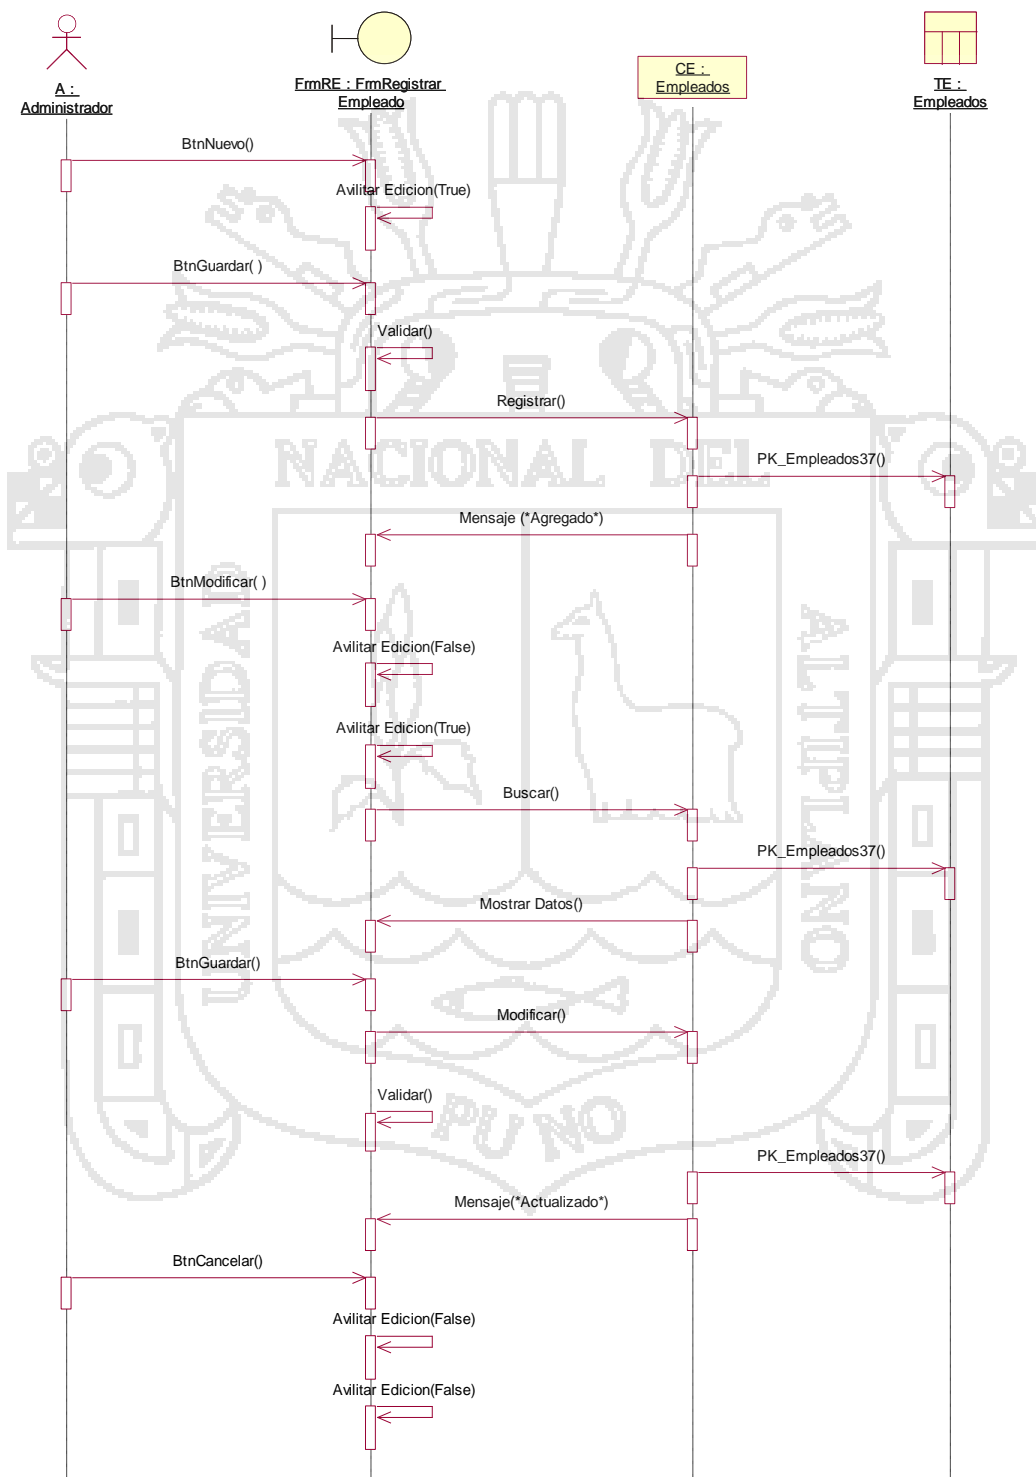 A :
Administrador
FrmRE : FrmRegistrar
Empleado
CE :
Empleados
TE :
Empleados
BtnNuevo()
Avilitar Edicion(True)
BtnGuardar( )
Validar()
Registrar()
NACIONAL DEL
PK_Empleados37()
Mensaje (*Agregado*)
BtnModificar( )
UNIVERSIDAD
ALTIPLANO
Avilitar Edicion(False)
Avilitar Edicion(True)
Buscar()
PK_Empleados37()
Mostrar Datos()
BtnGuardar()
Modificar()
Validar()
PUNO
PK_Empleados37()
Mensaje(*Actualizado*)
BtnCancelar()
Avilitar Edicion(False)
Avilitar Edicion(False)